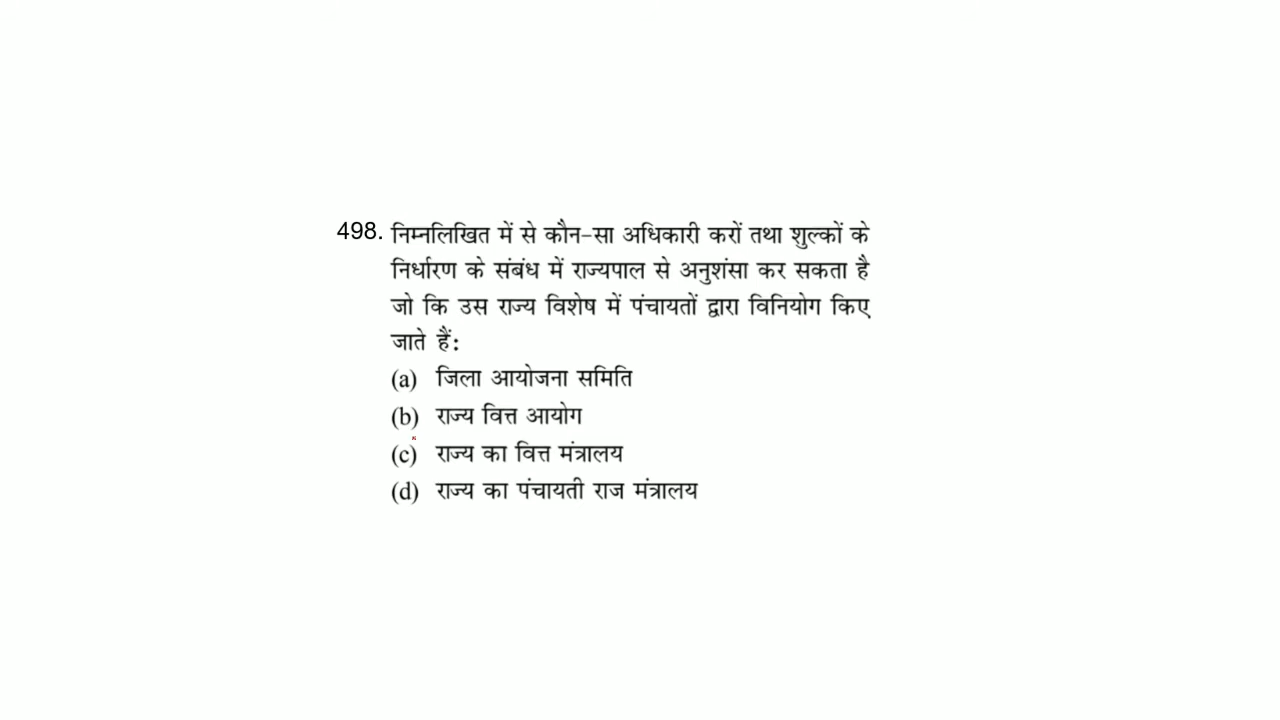 498. निम्नलिखित में से कौन-सा अधिकारी करों तथा शुल्कों के
निर्धारण के संबंध में राज्यपाल से अनुशंसा कर सकता है
जो कि उस राज्य विशेष में पंचायतों द्वारा विनियोग किए
जाते हैं:
(a) जिला आयोजना समिति
(b) राज्य वित्त आयोग
(c) राज्य का वित्त मंत्रालय
(d) राज्य का पंचायती राज मंत्रालय